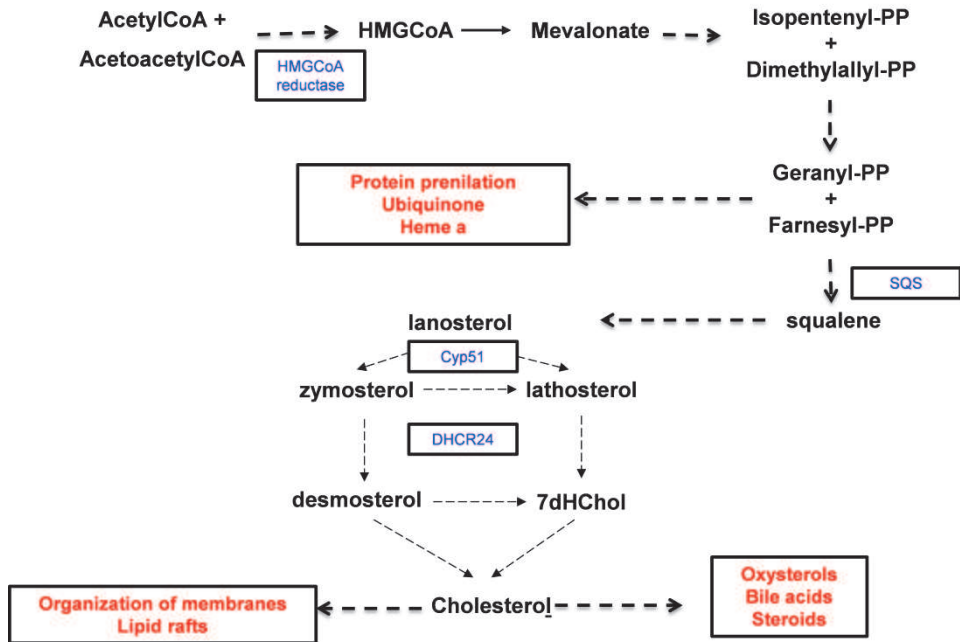 AcetylCoA +
AcetoacetylCoA
HMGCoA
reductase
HMGCoA
Mevalonate
Isopentenyl-PP
+
Dimethylallyl-PP
Geranyl-PP
+
Farnesyl-PP
Protein prenilation
Ubiquinone
Heme a
SQS
squalene
lanosterol
Cyp51
zymosterol
lathosterol
DHCR24
desmosterol
7dHChol
Cholesterol
Organization of membranes
Lipid rafts
Oxysterols
Bile acids
Steroids